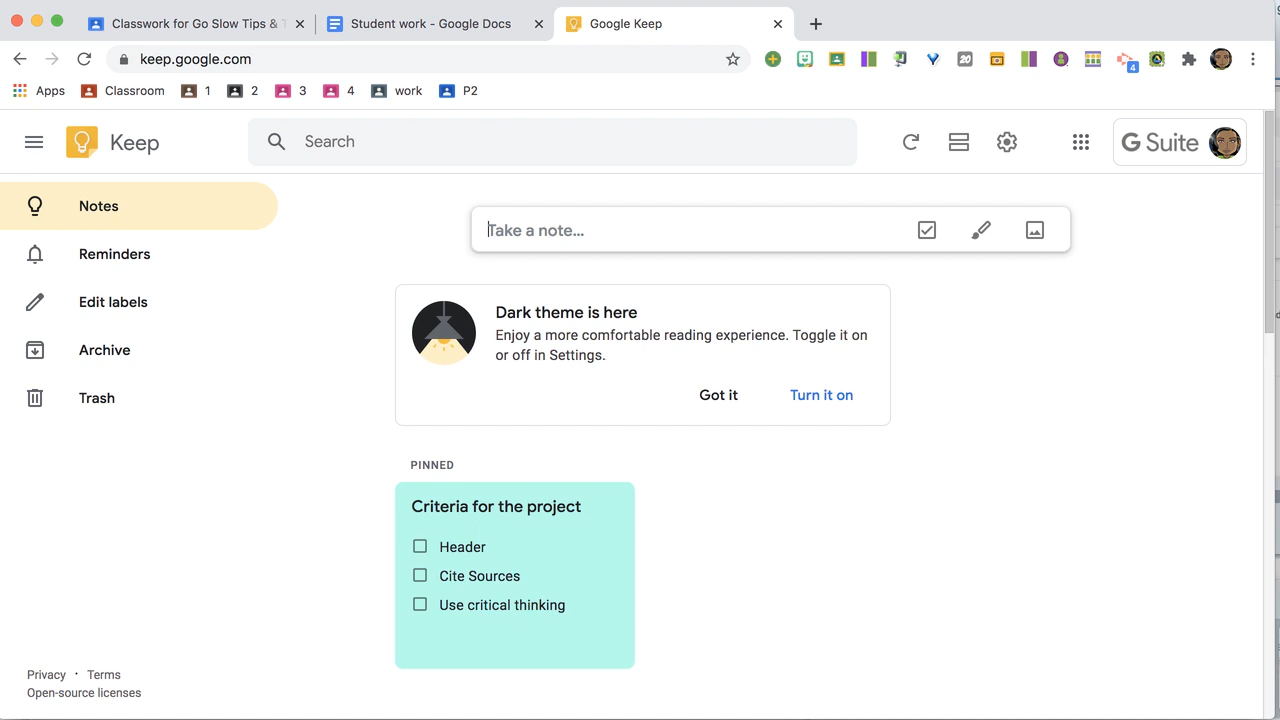 Classwork for Go Slow Tips & T
Student work - Google Docs
Google Keep
keep.google.com
20
4
Apps
Classroom
1
2
3
4
work
P2
Keep
Search
G Suite
Notes
Reminders
Edit labels
Archive
Trash
Take a note...
Dark theme is here
Enjoy a more comfortable reading experience. Toggle it on
or off in Settings.
Got it
Turn it on
PINNED
Criteria for the project
Header
Cite Sources
Use critical thinking
Privacy · Terms
Open-source licenses